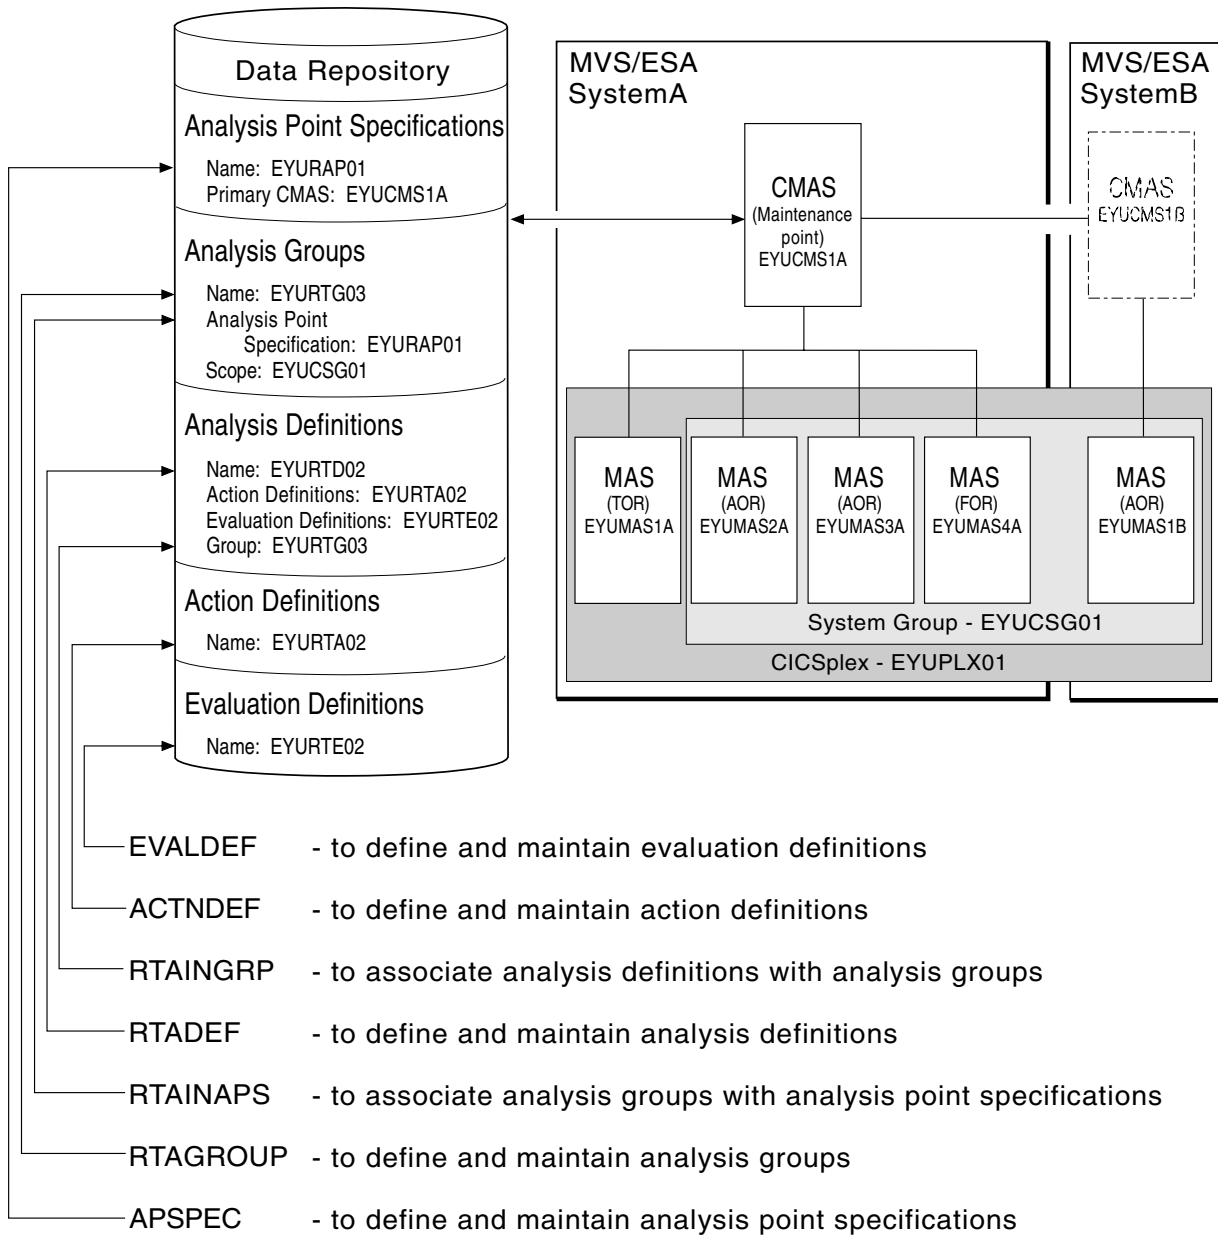 Data Repository
Analysis Point Specifications
Name: EYURAP01
Primary CMAS: EYUCMS1A
Analysis Groups
Name: EYURTG03
Analysis Point
Specification: EYURAP01
Scope: EYUCSG01
Analysis Definitions
Name: EYURTD02
Action Definitions: EYURTA02
Evaluation Definitions: EYURTE02
Group: EYURTG03
Action Definitions
Name: EYURTA02
Evaluation Definitions
Name: EYURTE02
MVS/ESA
SystemA
CMAS
(Maintenance
point)
EYUCMS1A
MVS/ESA
SystemB
CMAS
EYUCMS1B
MAS
(TOR)
EYUMAS1A
MAS
(AOR)
EYUMAS2A
MAS
(AOR)
EYUMAS3A
MAS
(FOR)
EYUMAS4A
MAS
(AOR)
EYUMAS1B
System Group - EYUCSG01
CICSplex - EYUPLX01
EVALDEF - to define and maintain evaluation definitions
ACTNDEF - to define and maintain action definitions
RTAINGRP - to associate analysis definitions with analysis groups
RTADEF - to define and maintain analysis definitions
RTAINAPS - to associate analysis groups with analysis point specifications
RTAGROUP - to define and maintain analysis groups
APSPEC - to define and maintain analysis point specifications